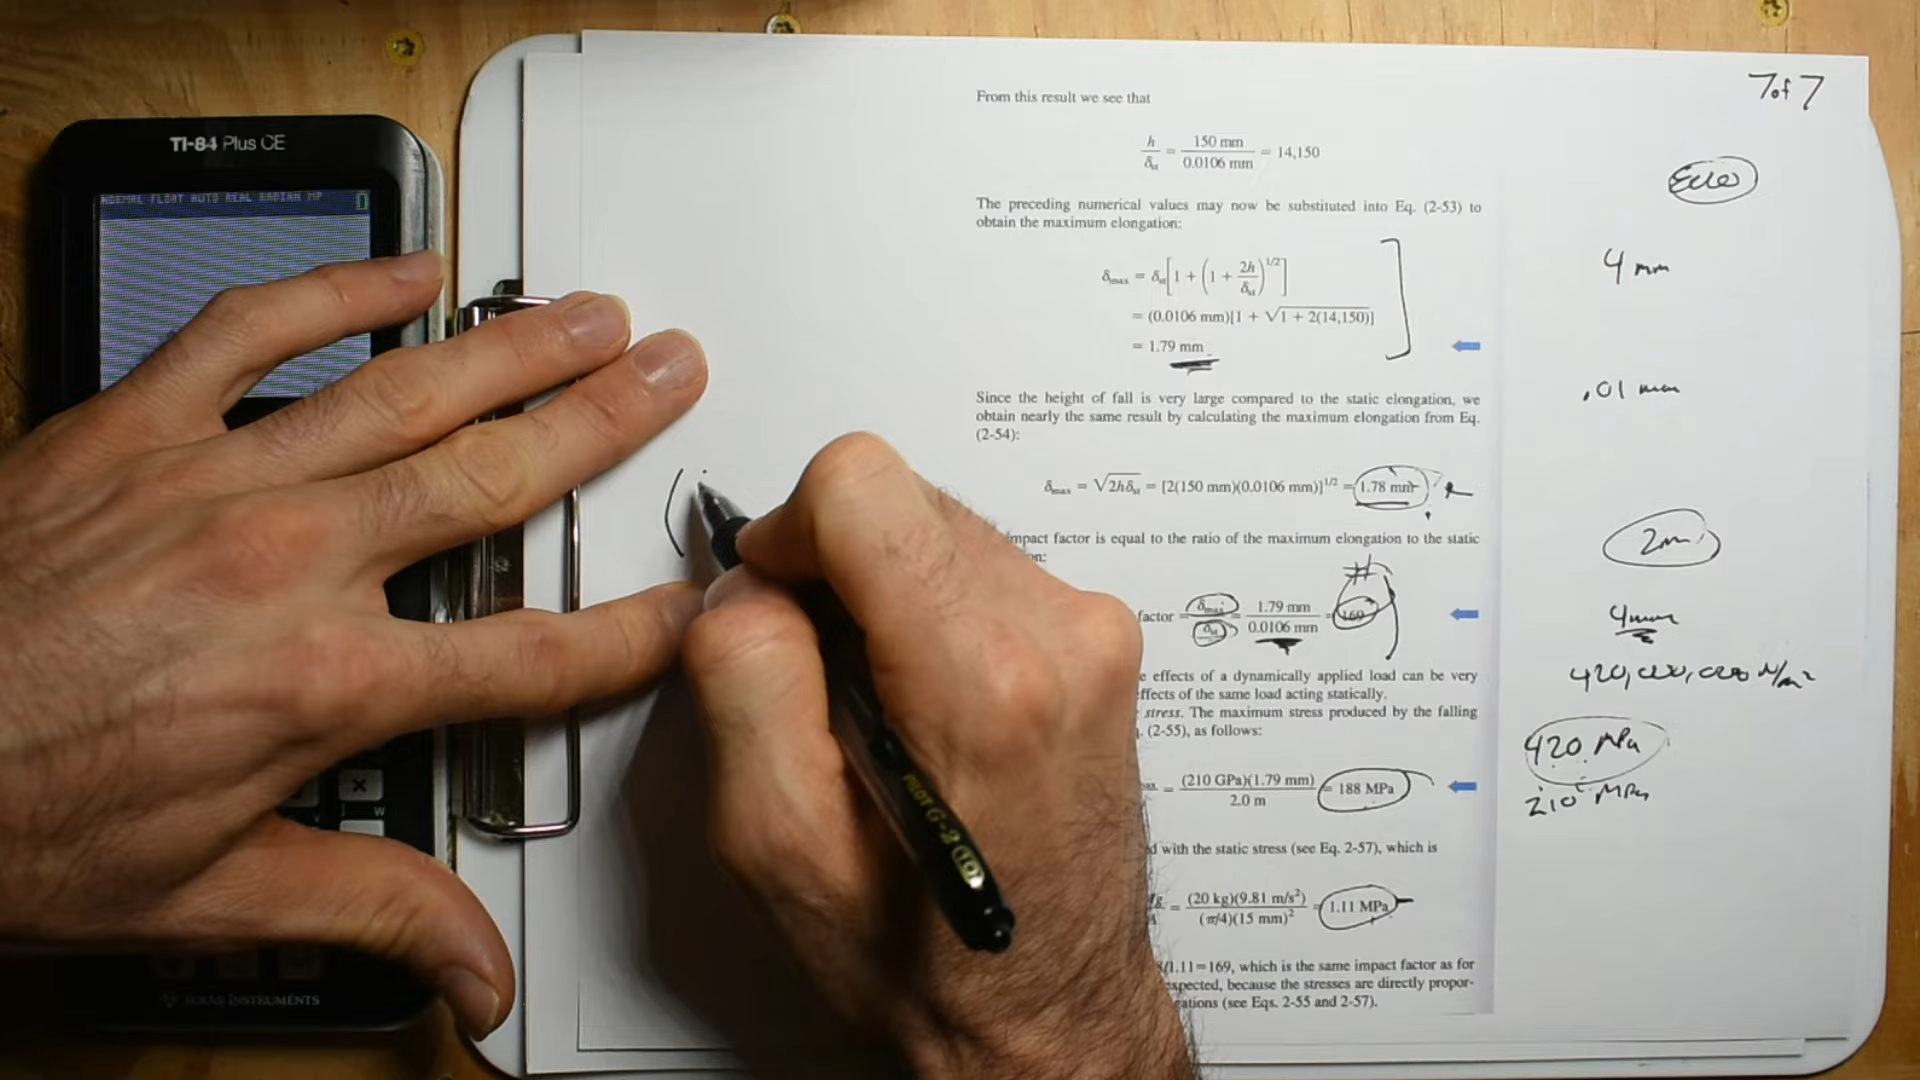 7 of 7
TI-84 Plus CE
NORMAL FLOAT AUTO REAL RADIAN MP
From this result we see that
h/δst = 150 mm/0.0106 mm = 14,150
The preceding numerical values may now be substituted into Eq. (2-53) to
obtain the maximum elongation:
δmax = δst[1 + (1 + 2h/δst)^1/2]
= (0.0106 mm)[1 + √1 + 2(14,150)]
= 1.79 mm
4 mm
Since the height of fall is very large compared to the static elongation, we
obtain nearly the same result by calculating the maximum elongation from Eq.
(2-54):
.01 mm
δmax = √2hδst = [2(150 mm)(0.0106 mm)]^1/2 = 1.78 mm
impact factor is equal to the ratio of the maximum elongation to the static
on:
2m
factor = δmax/δst = 1.79 mm/0.0106 mm = 169
#
4mm
420,000,000 N/m²
e effects of a dynamically applied load can be very
effects of the same load acting statically.
stress. The maximum stress produced by the falling
. (2-55), as follows:
420 MPa
max = (210 GPa)(1.79 mm)/2.0 m = 188 MPa
210 MPa
ed with the static stress (see Eq. 2-57), which is
= (20 kg)(9.81 m/s²)/(π/4)(15 mm)² = 1.11 MPa
/1.11=169, which is the same impact factor as for
expected, because the stresses are directly propor-
gations (see Eqs. 2-55 and 2-57).
PILOT G-2 10
TEXAS INSTRUMENTS